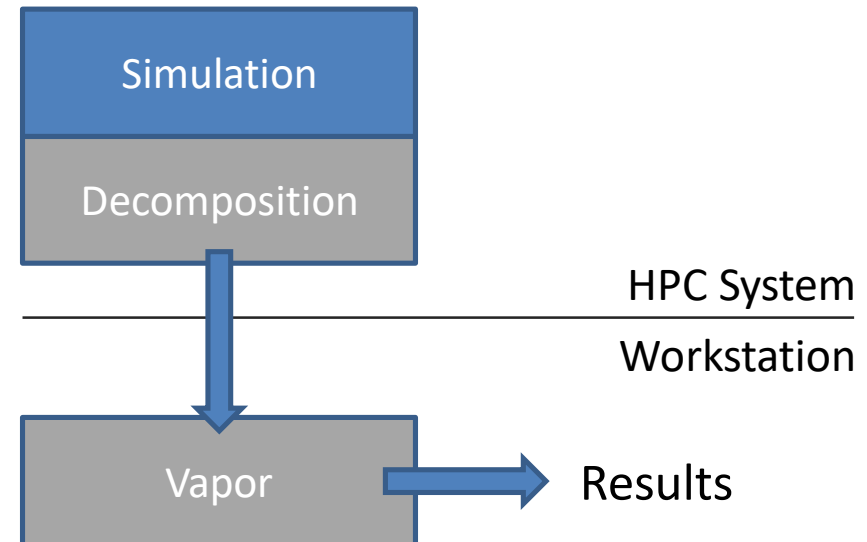 Simulation
Decomposition
HPC System
Workstation
Vapor
Results